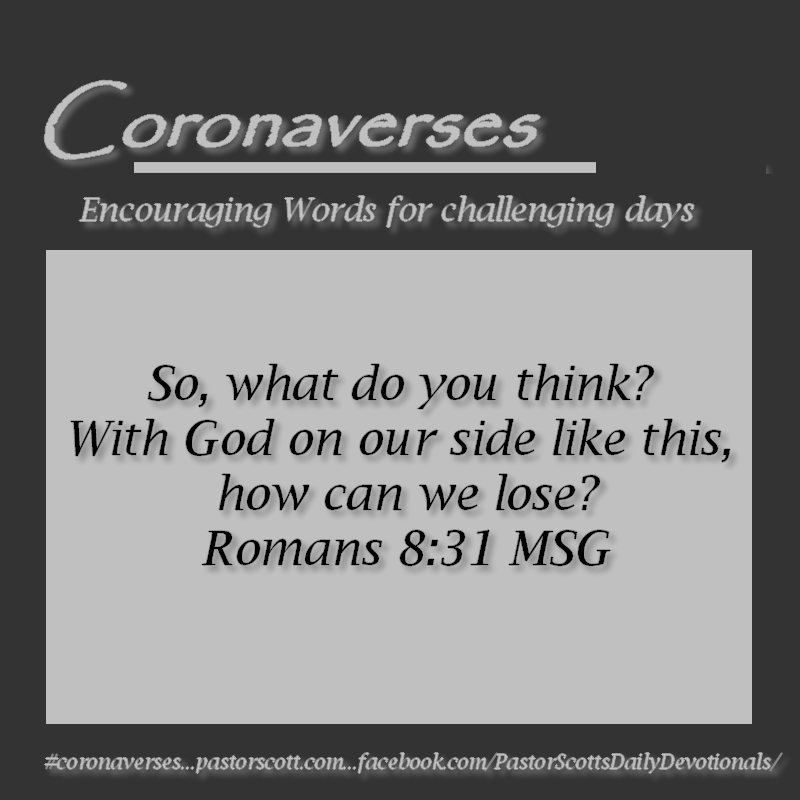 Coronaverses
Encouraging Words for challenging days
So, what do you think?
With God on our side like this,
how can we lose?
Romans 8:31 MSG
#coronaverses...pastorscott.com...facebook.com/PastorScottsDailyDevotionals/